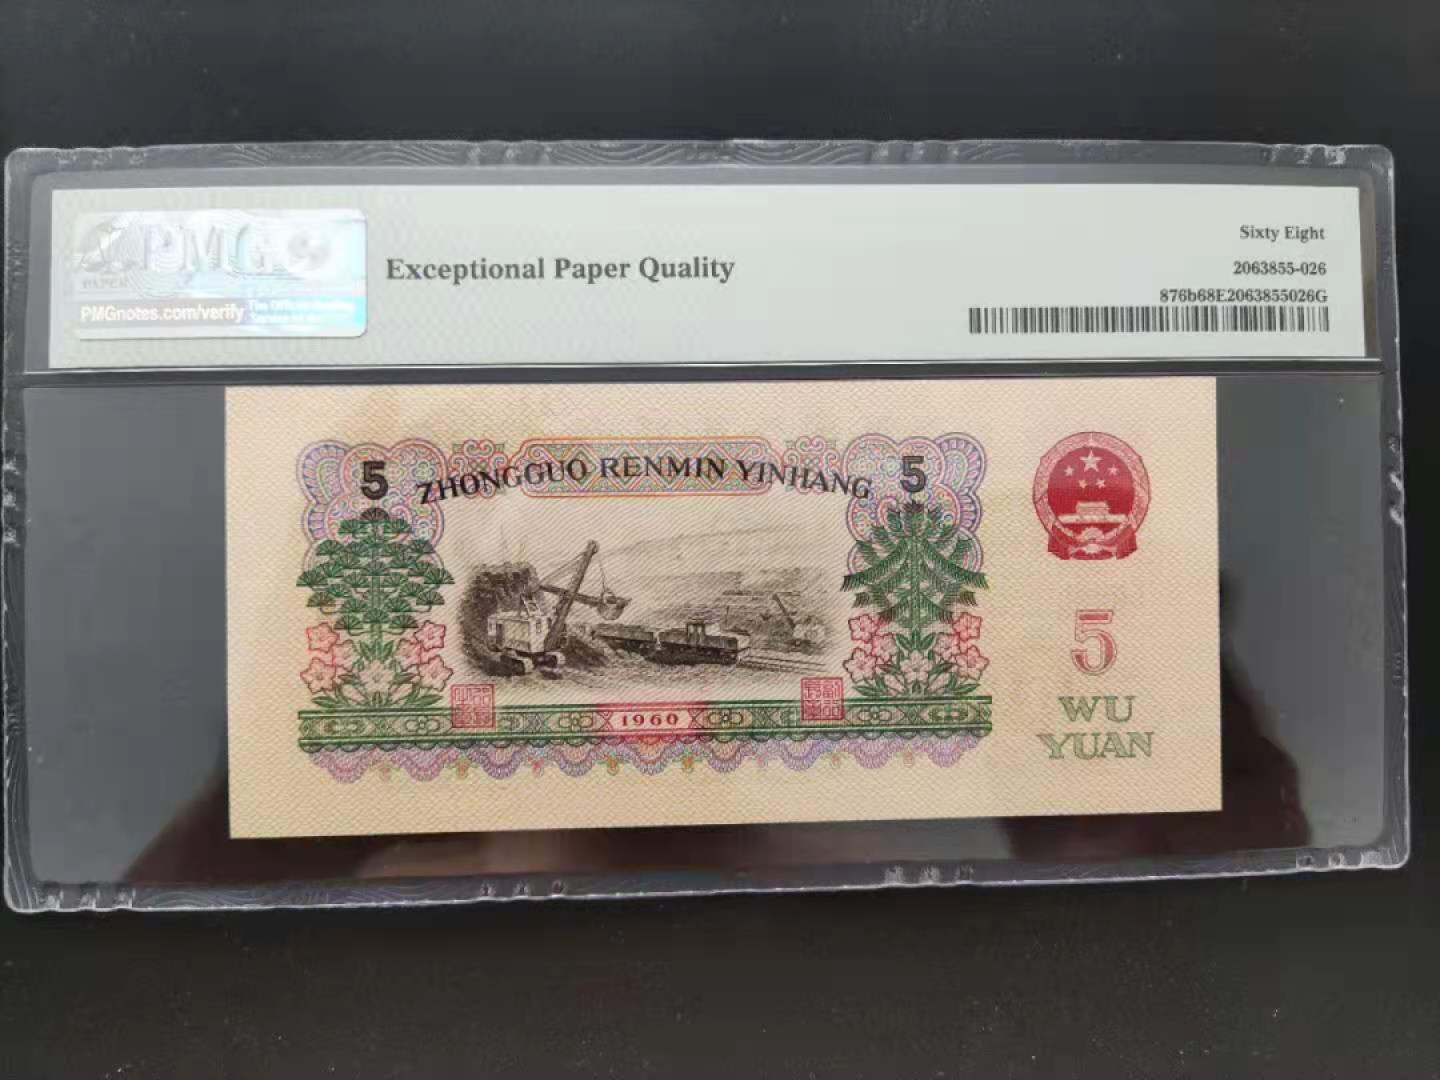 PMG
PAPER
PMGnotes.com/verify
Exceptional Paper Quality
Sixty Eight
2063855-026
876b68E2063855026G
5
ZHONGGUO RENMIN YINHANG
5
1960
5
WU
YUAN